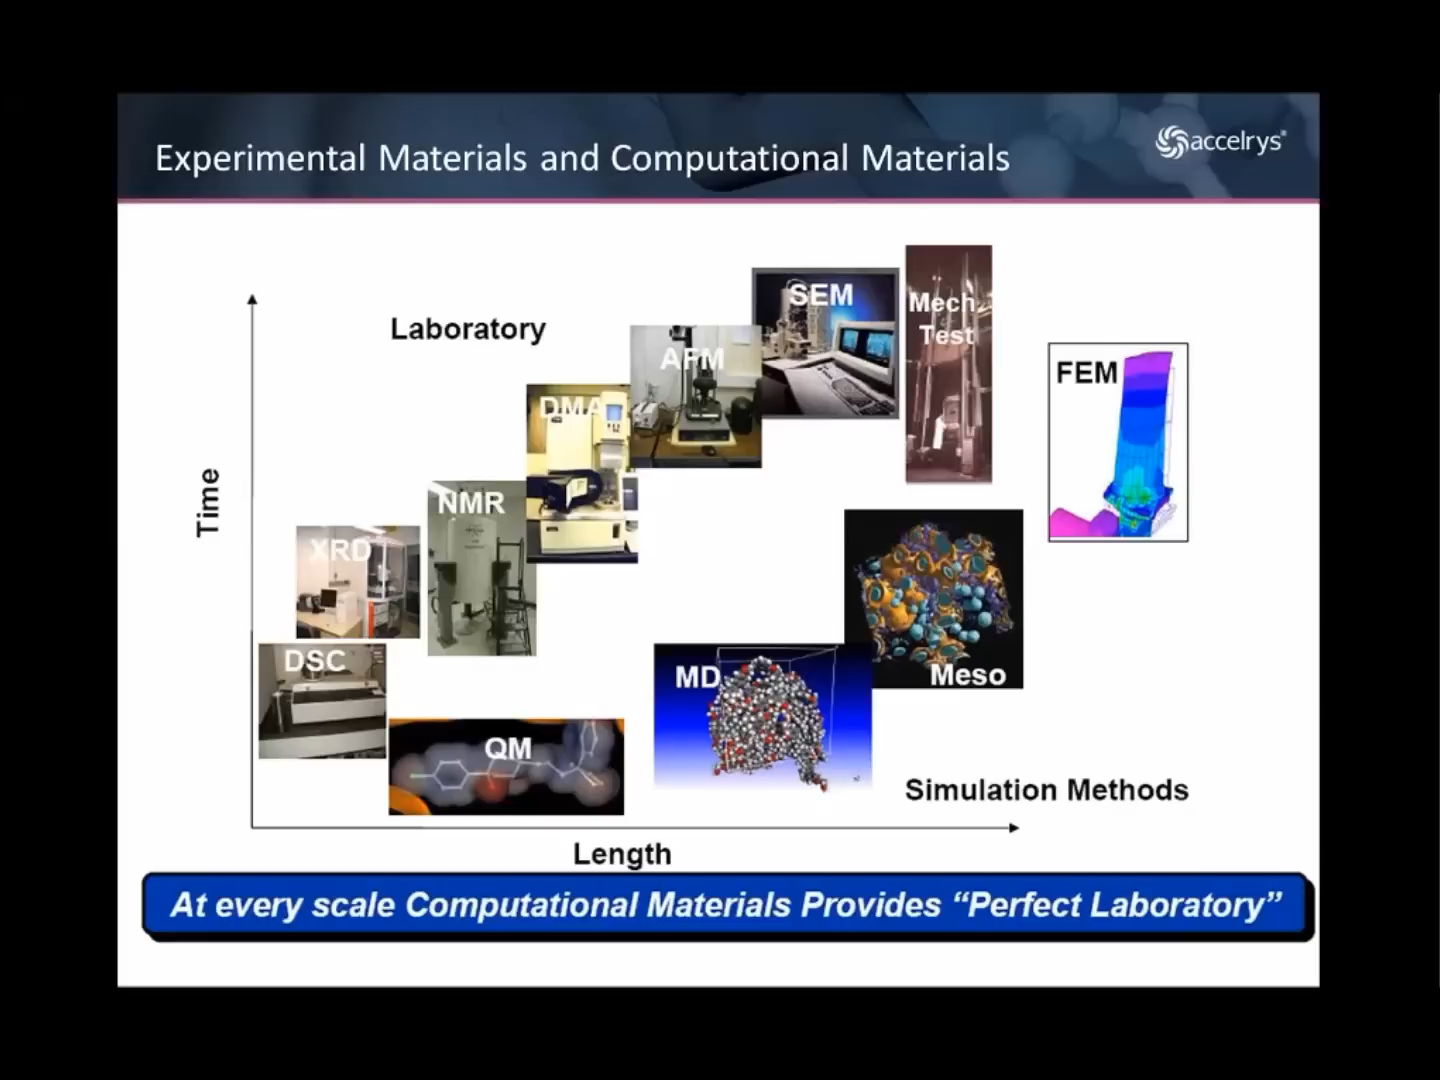 Experimental Materials and Computational Materials
accelrys®
Laboratory
SEM
Mech.
Test
AFM
FEM
DMA
Time
NMR
XRD
DSC
MD
Meso
QM
Simulation Methods
Length
At every scale Computational Materials Provides “Perfect Laboratory”